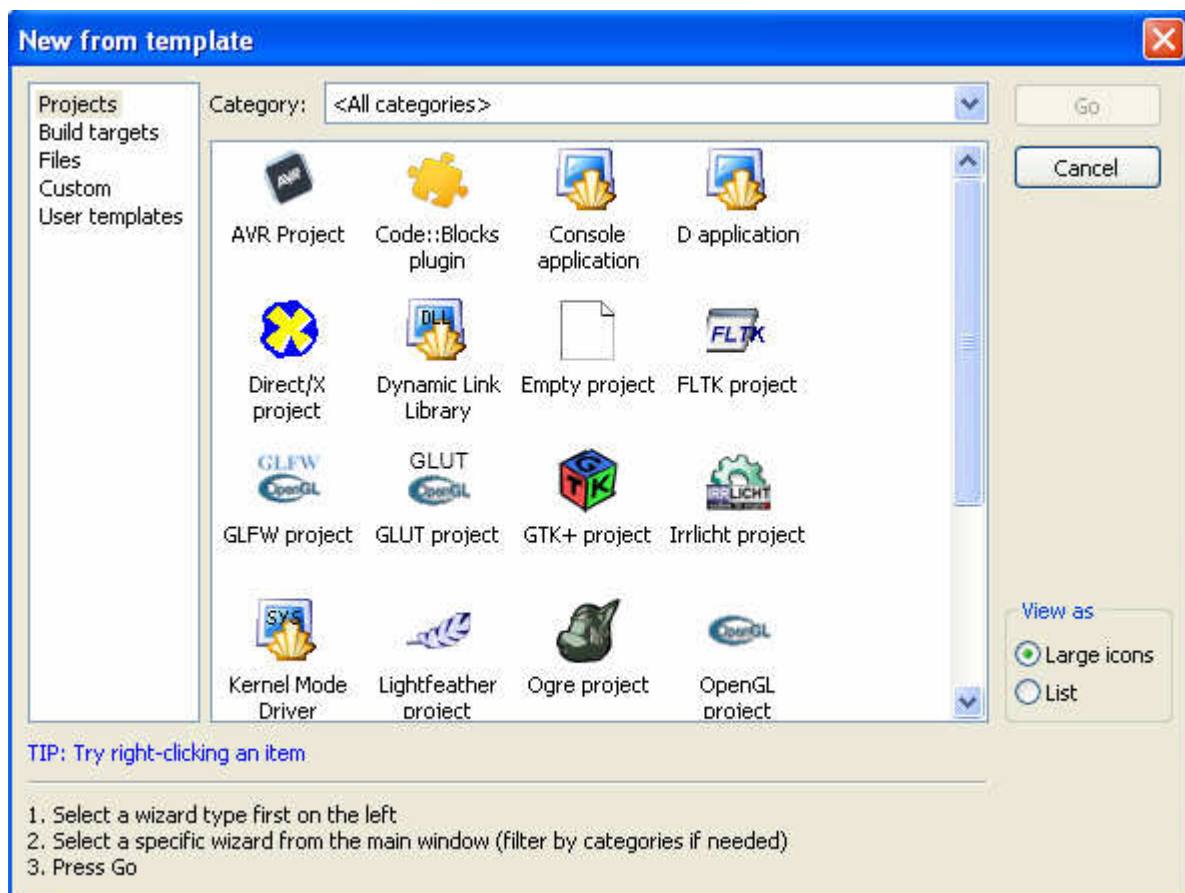 New from template
Projects
Build targets
Files
Custom
User templates
Category: <All categories>
Go
Cancel
AVR
AVR Project
Code::Blocks
plugin
Console
application
D application
Direct/X
project
DLL
Dynamic Link
Library
Empty project
FLTK
FLTK project
GLFW
OpenGL
GLFW project
GLUT
OpenGL
GLUT project
GTK
GTK+ project
IRRLICHT
Irrlicht project
SYS
Kernel Mode
Driver
Lightfeather
project
Ogre project
OpenGL
OpenGL
project
View as
Large icons
List
TIP: Try right-clicking an item
1. Select a wizard type first on the left
2. Select a specific wizard from the main window (filter by categories if needed)
3. Press Go